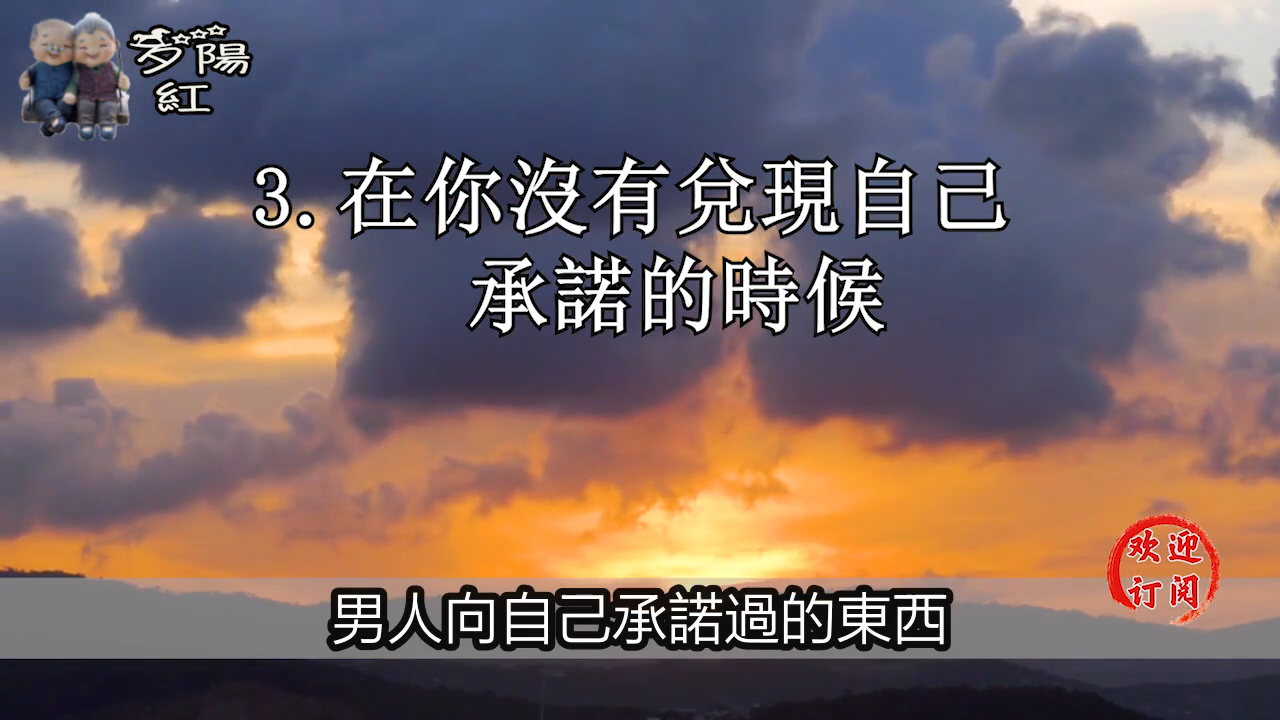 夕陽
紅
3.在你沒有兌現自己
承諾的時候
欢迎
订阅
男人向自己承諾過的東西